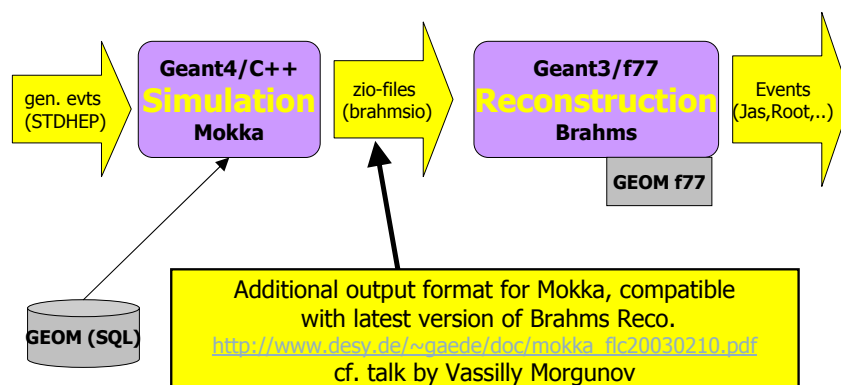 gen. evts
(STDHEP)
Geant4/C++
Simulation
Mokka
zio-files
(brahmsio)
Geant3/f77
Reconstruction
Brahms
Events
(Jas,Root,..)
GEOM f77
GEOM (SQL)
Additional output format for Mokka, compatible
with latest version of Brahms Reco.
http://www.desy.de/~gaede/doc/mokka_flc20030210.pdf
cf. talk by Vassilly Morgunov